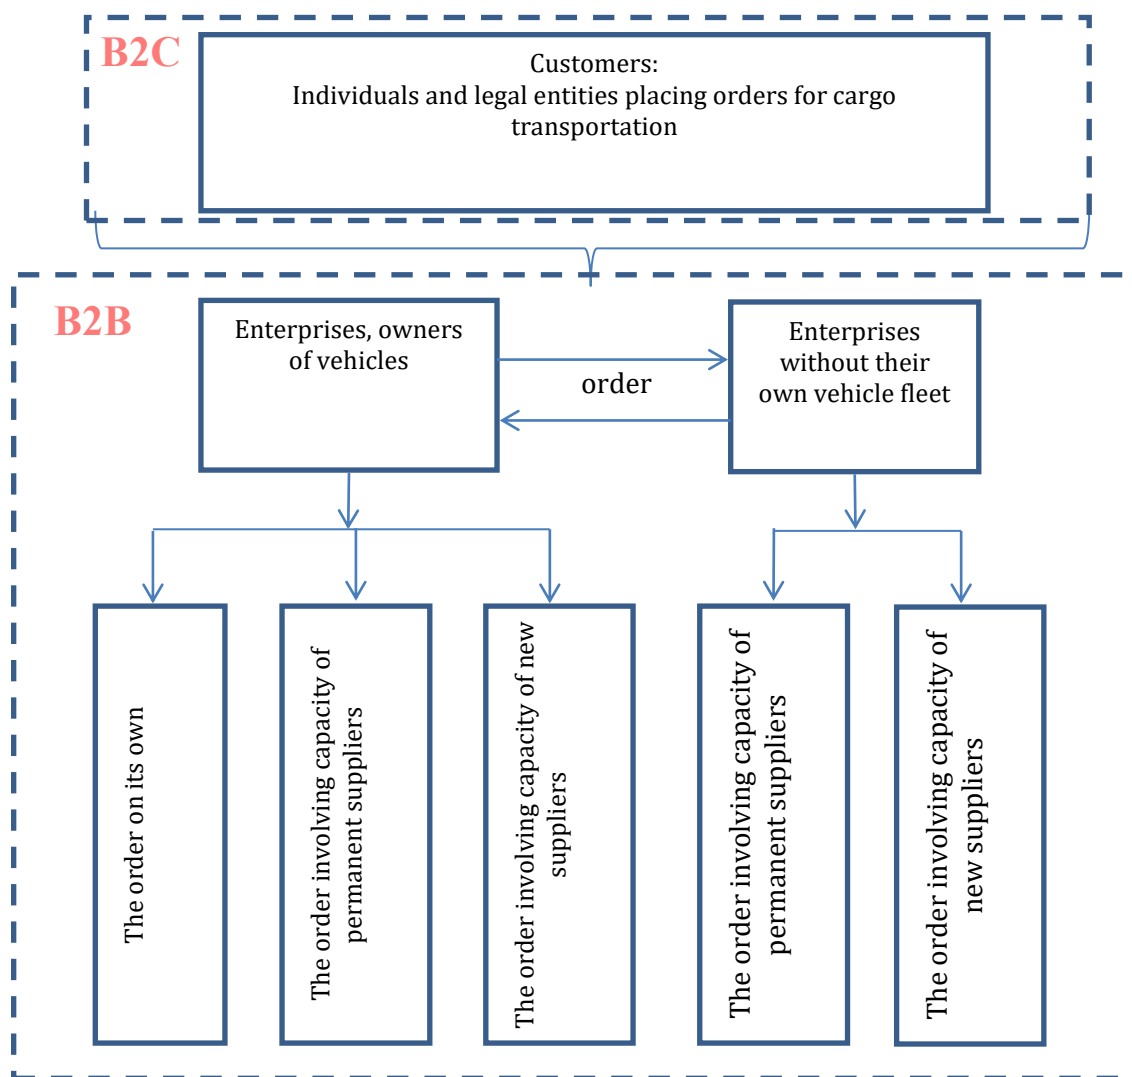 B2C
Customers:
Individuals and legal entities placing orders for cargo
transportation
B2B
Enterprises, owners
of vehicles
order
Enterprises
without their
own vehicle fleet
The order on its own
The order involving capacity of
permanent suppliers
The order involving capacity of new
suppliers
The order involving capacity of
permanent suppliers
The order involving capacity of
new suppliers